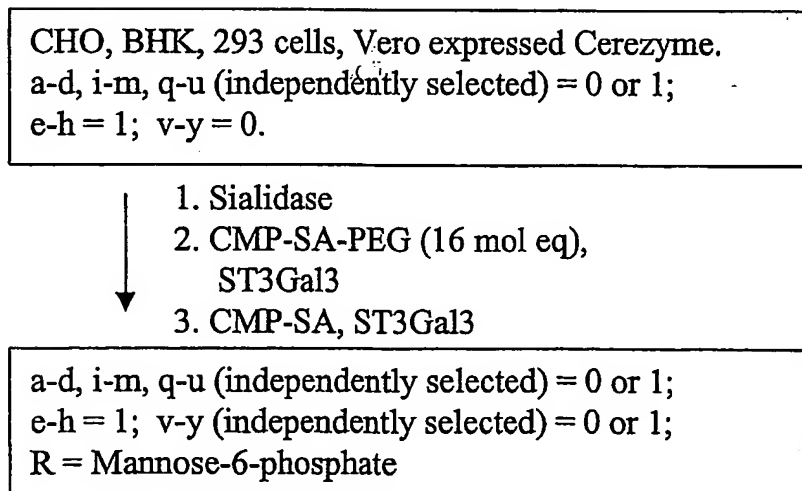 CHO, BHK, 293 cells, Vero expressed Cerezyme.
a-d, i-m, q-u (independently selected) = 0 or 1;
e-h = 1; v-y = 0.
1. Sialidase
2. CMP-SA-PEG (16 mol eq),
ST3Gal3
3. CMP-SA, ST3Gal3
a-d, i-m, q-u (independently selected) = 0 or 1;
e-h = 1; v-y (independently selected) = 0 or 1;
R = Mannose-6-phosphate